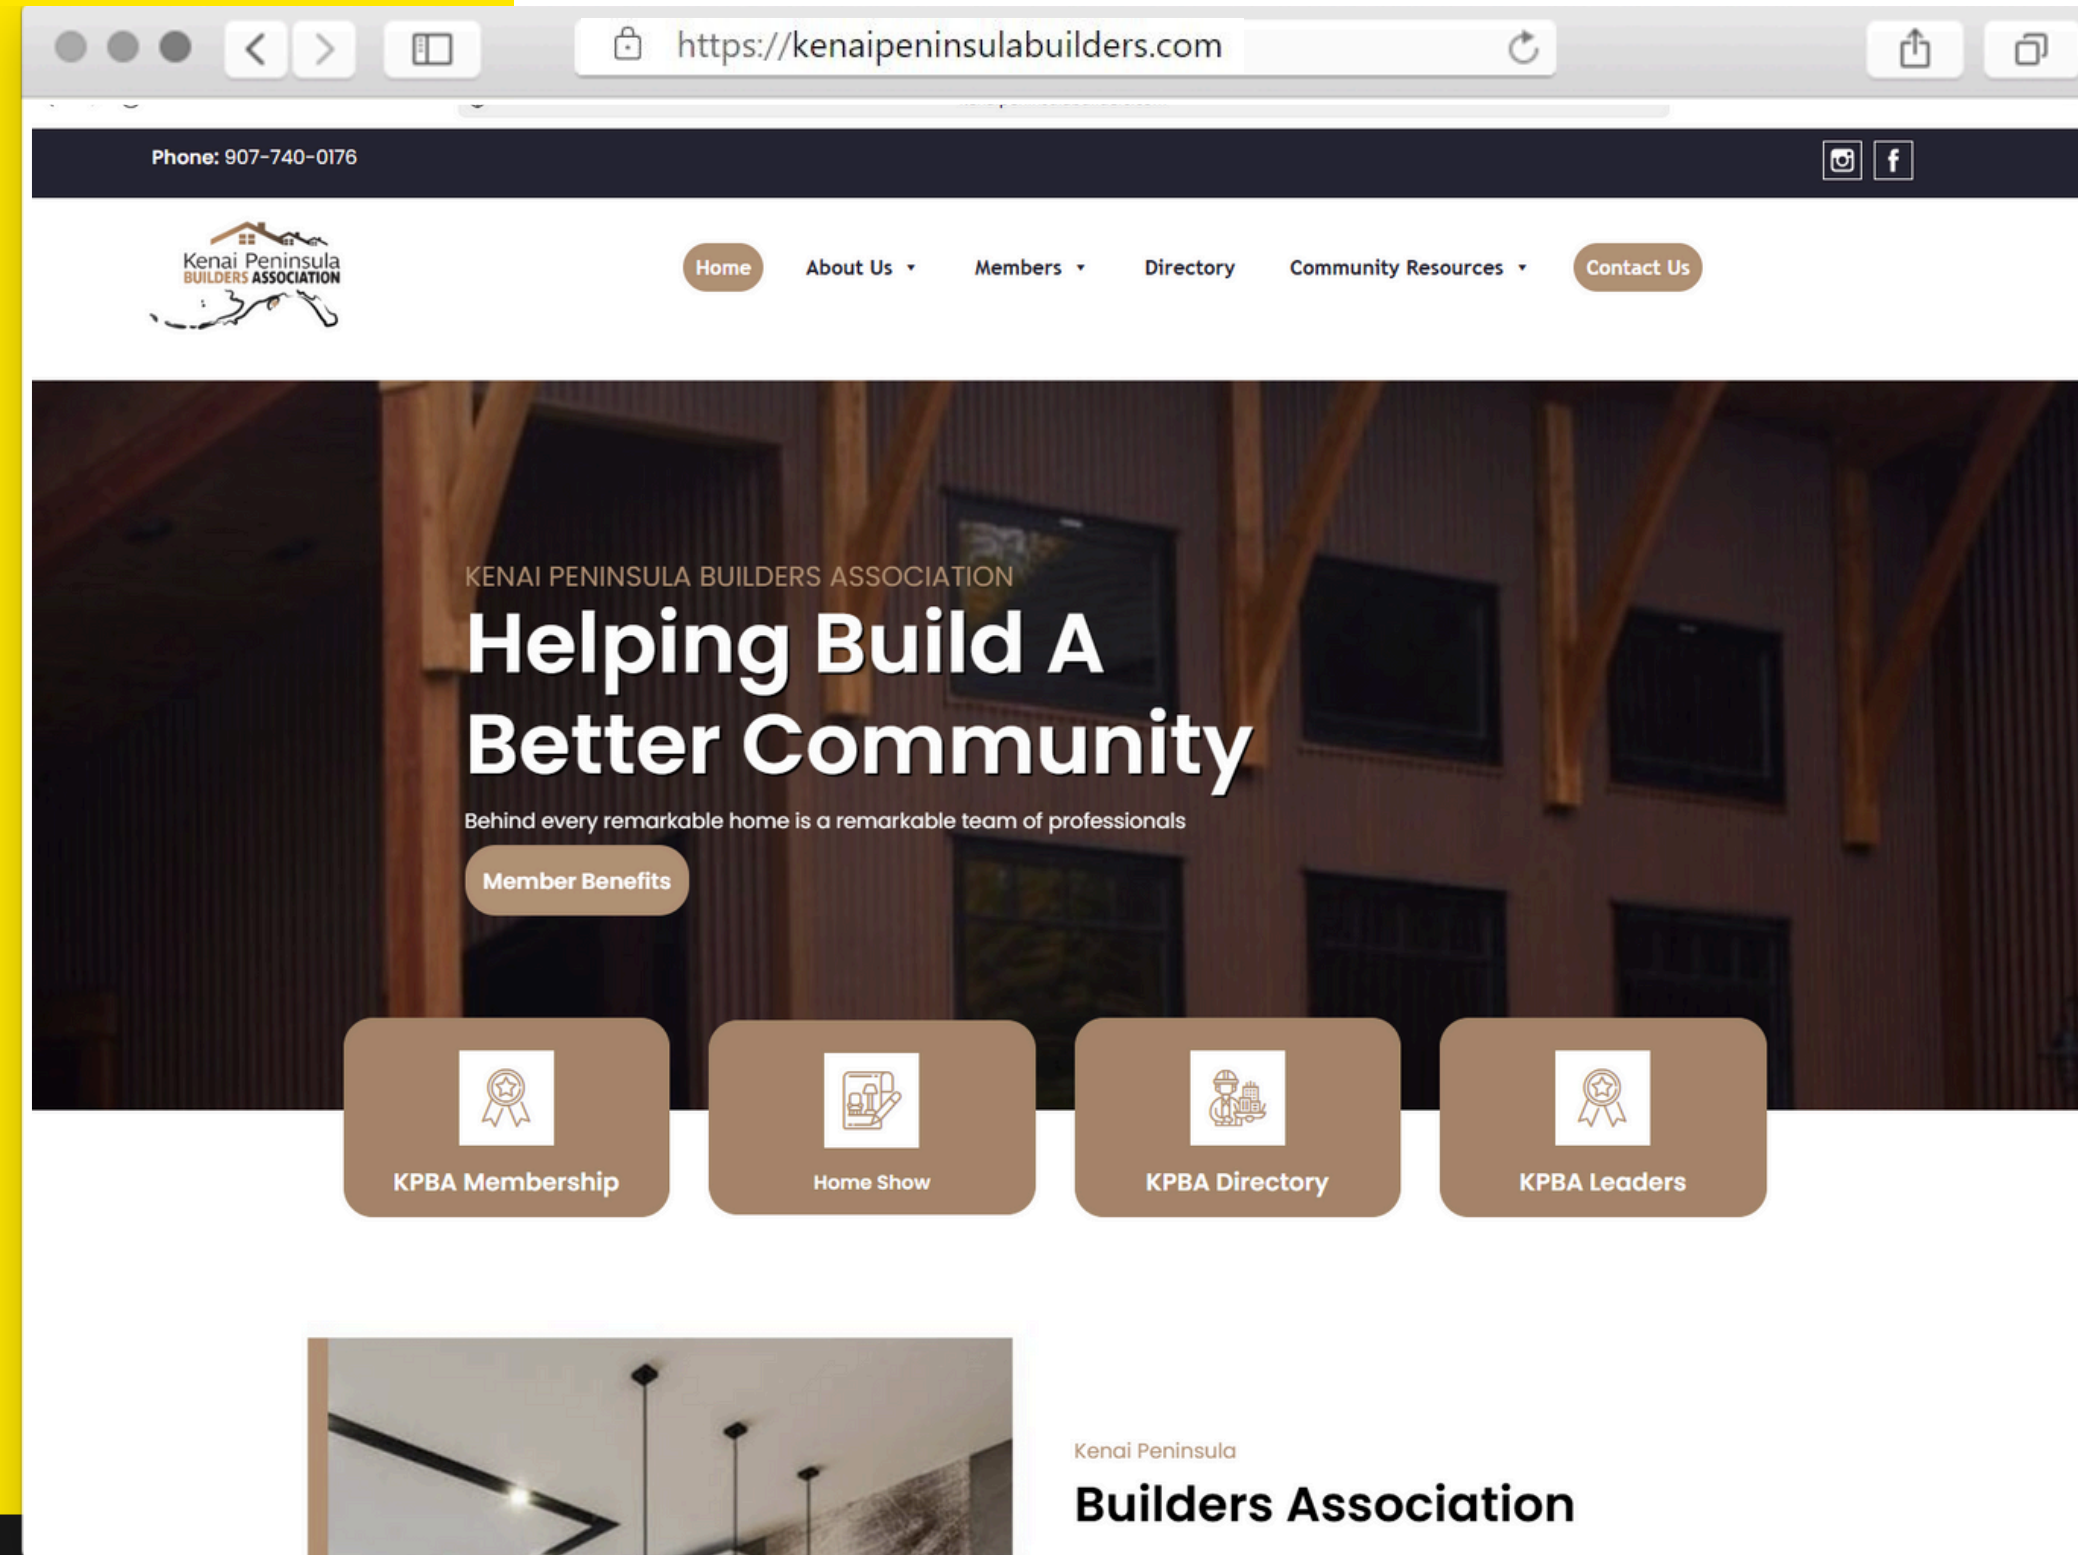 https://kenaipeninsulabuilders.com
Phone: 907-740-0176
Kenai Peninsula
BUILDERS ASSOCIATION
Home
About Us
Members
Directory
Community Resources
Contact Us
KENAI PENINSULA BUILDERS ASSOCIATION
Helping Build A
Better Community
Behind every remarkable home is a remarkable team of professionals
Member Benefits
KPBA Membership
Home Show
KPBA Directory
KPBA Leaders
Kenai Peninsula
Builders Association